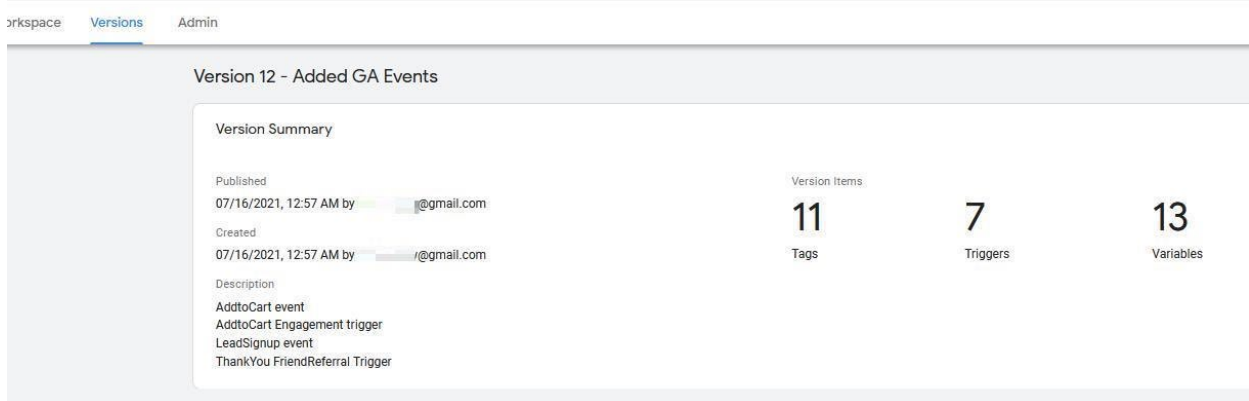 orkspace Versions Admin
Version 12 - Added GA Events
Version Summary
Published
07/16/2021, 12:57 AM by @gmail.com
Created
07/16/2021, 12:57 AM by @gmail.com
Description
AddtoCart event
AddtoCart Engagement trigger
LeadSignup event
ThankYou FriendReferral Trigger
Version Items
11 7 13
Tags Triggers Variables